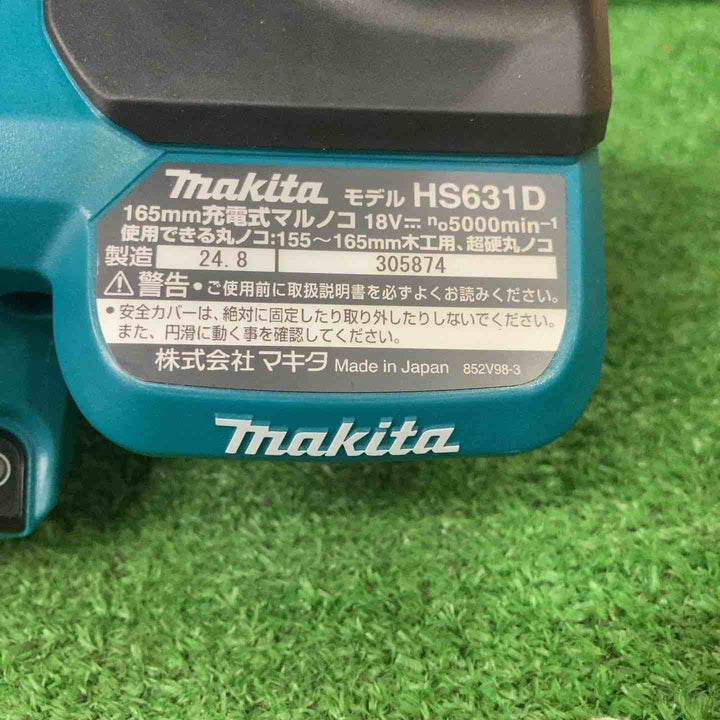 makita モデル HS631D
165mm充電式マルノコ 18V⎓ n₀5000min⁻¹
使用できる丸ノコ:155～165mm木工用、超硬丸ノコ
製造 24.8 305874
⚠警告 ●ご使用前に取扱説明書を必ずよくお読みください。
●安全カバーは、絶対に固定したり取り外したりしないでください。
また、円滑に動く事を確認してください。
株式会社マキタ Made in Japan 852V98-3
makita